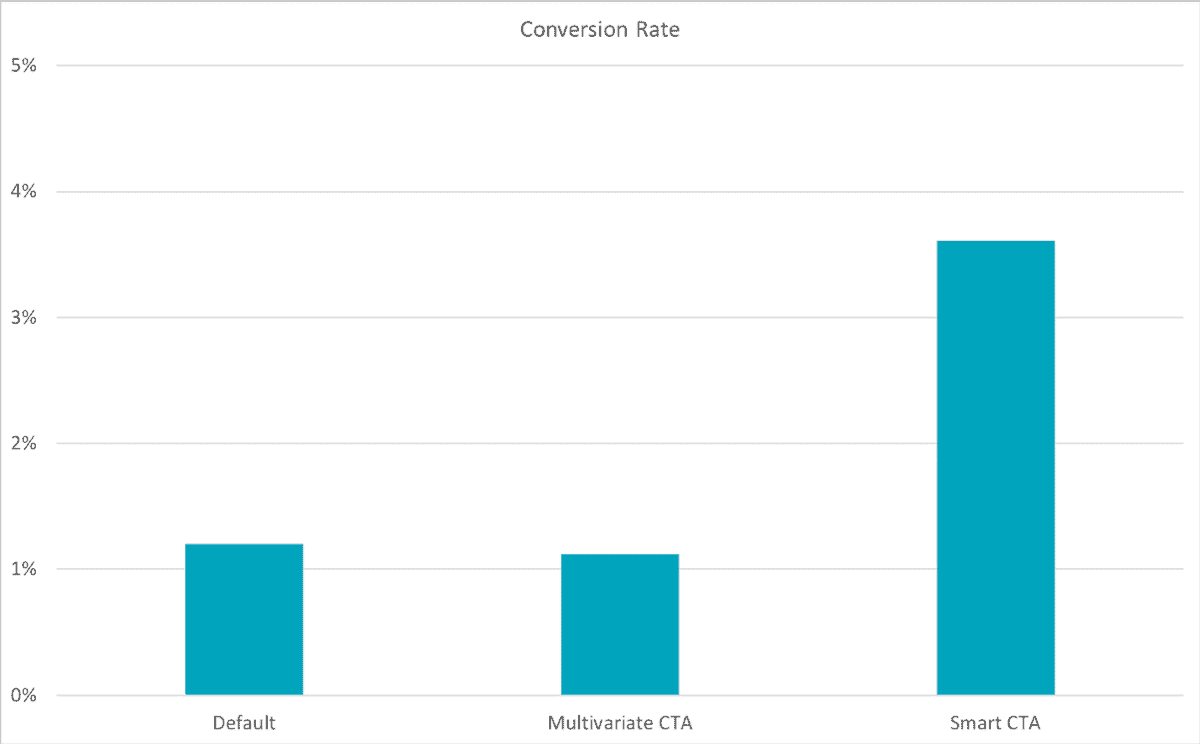 Conversion Rate
5%
4%
3%
2%
1%
0%
Default
Multivariate CTA
Smart CTA